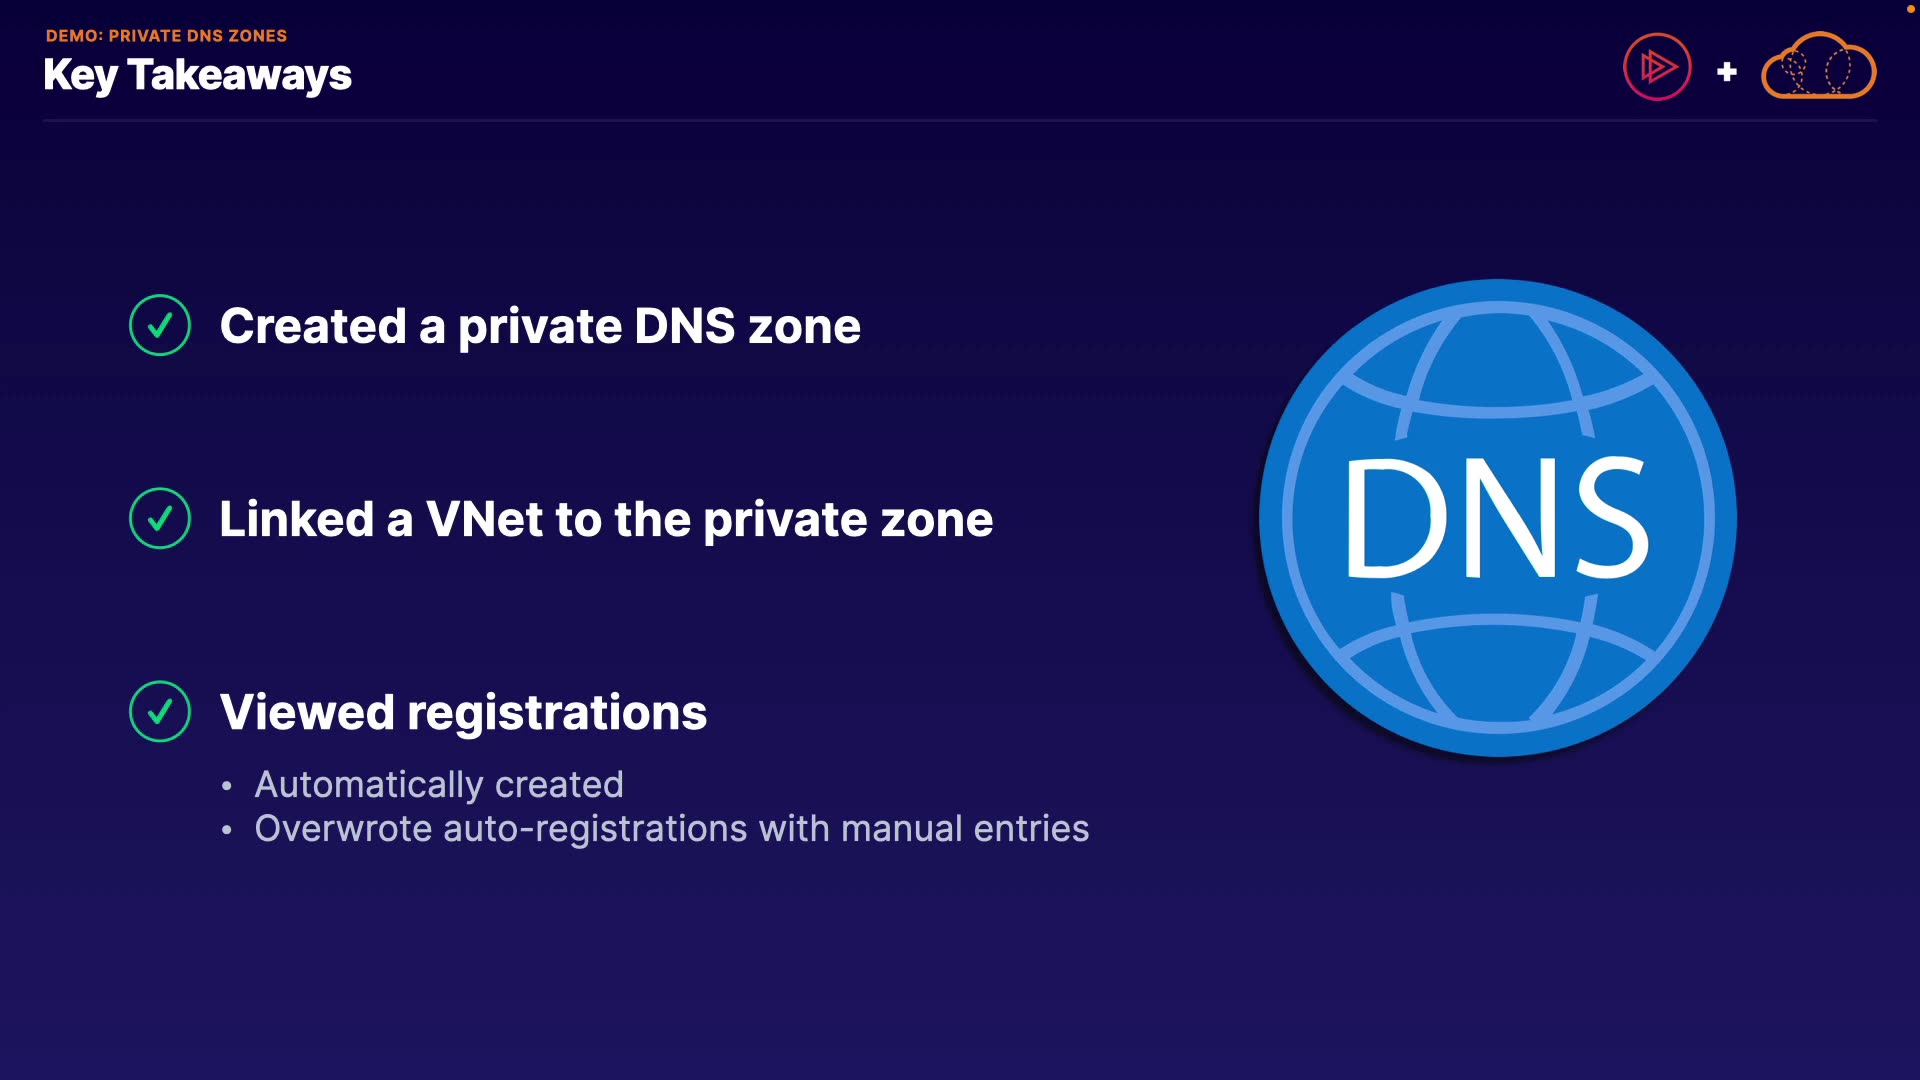 DEMO: PRIVATE DNS ZONES
Key Takeaways
+
Created a private DNS zone
Linked a VNet to the private zone
Viewed registrations
• Automatically created
• Overwrote auto-registrations with manual entries
DNS